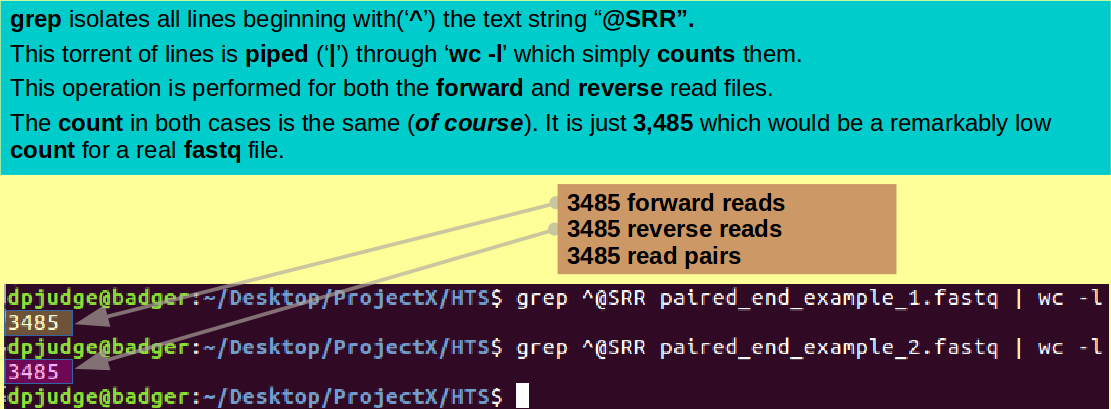 grep isolates all lines beginning with(‘^’) the text string “@SRR”.
This torrent of lines is piped (‘|’) through ‘wc -l’ which simply counts them.
This operation is performed for both the forward and reverse read files.
The count in both cases is the same (of course). It is just 3,485 which would be a remarkably low
count for a real fastq file.
3485 forward reads
3485 reverse reads
3485 read pairs
dpjudge@badger:~/Desktop/ProjectX/HTS$ grep ^@SRR paired_end_example_1.fastq | wc -l
3485
dpjudge@badger:~/Desktop/ProjectX/HTS$ grep ^@SRR paired_end_example_2.fastq | wc -l
3485
dpjudge@badger:~/Desktop/ProjectX/HTS$